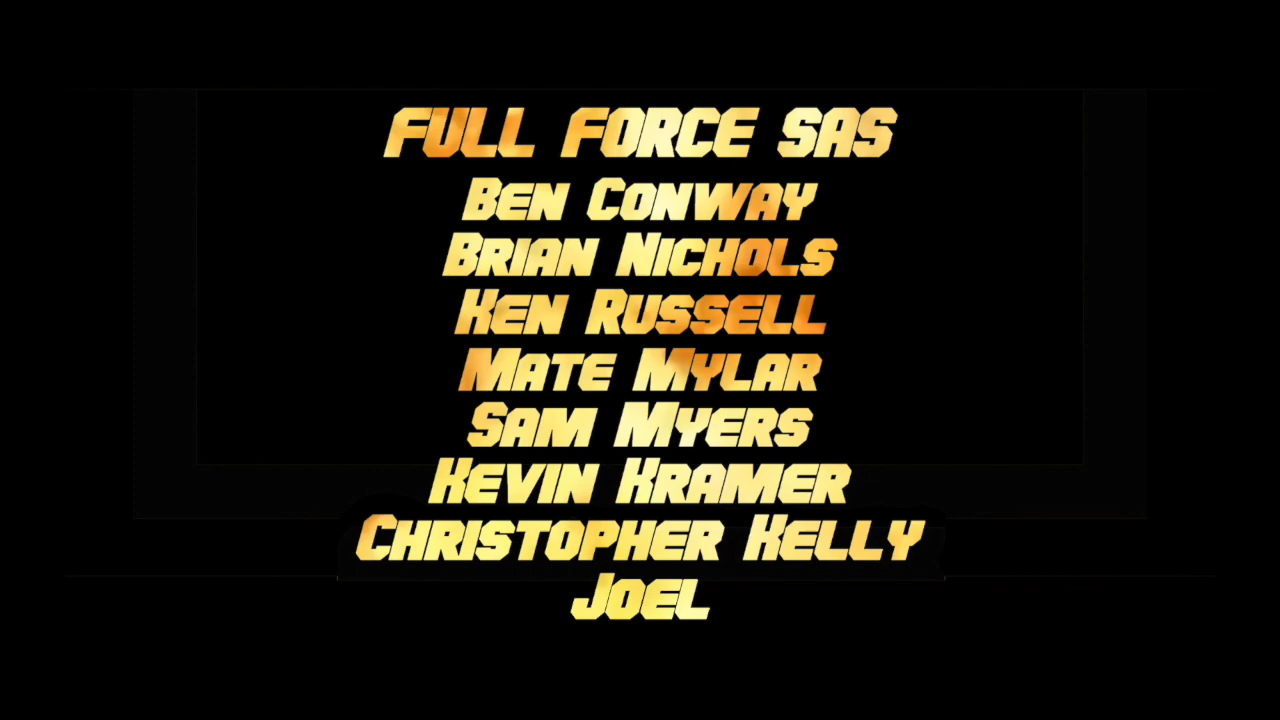 FULL FORCE SAS
BEN CONWAY
BRIAN NICHOLS
KEN RUSSELL
MATE MYLAR
SAM MYERS
KEVIN KRAMER
CHRISTOPHER KELLY
JOEL